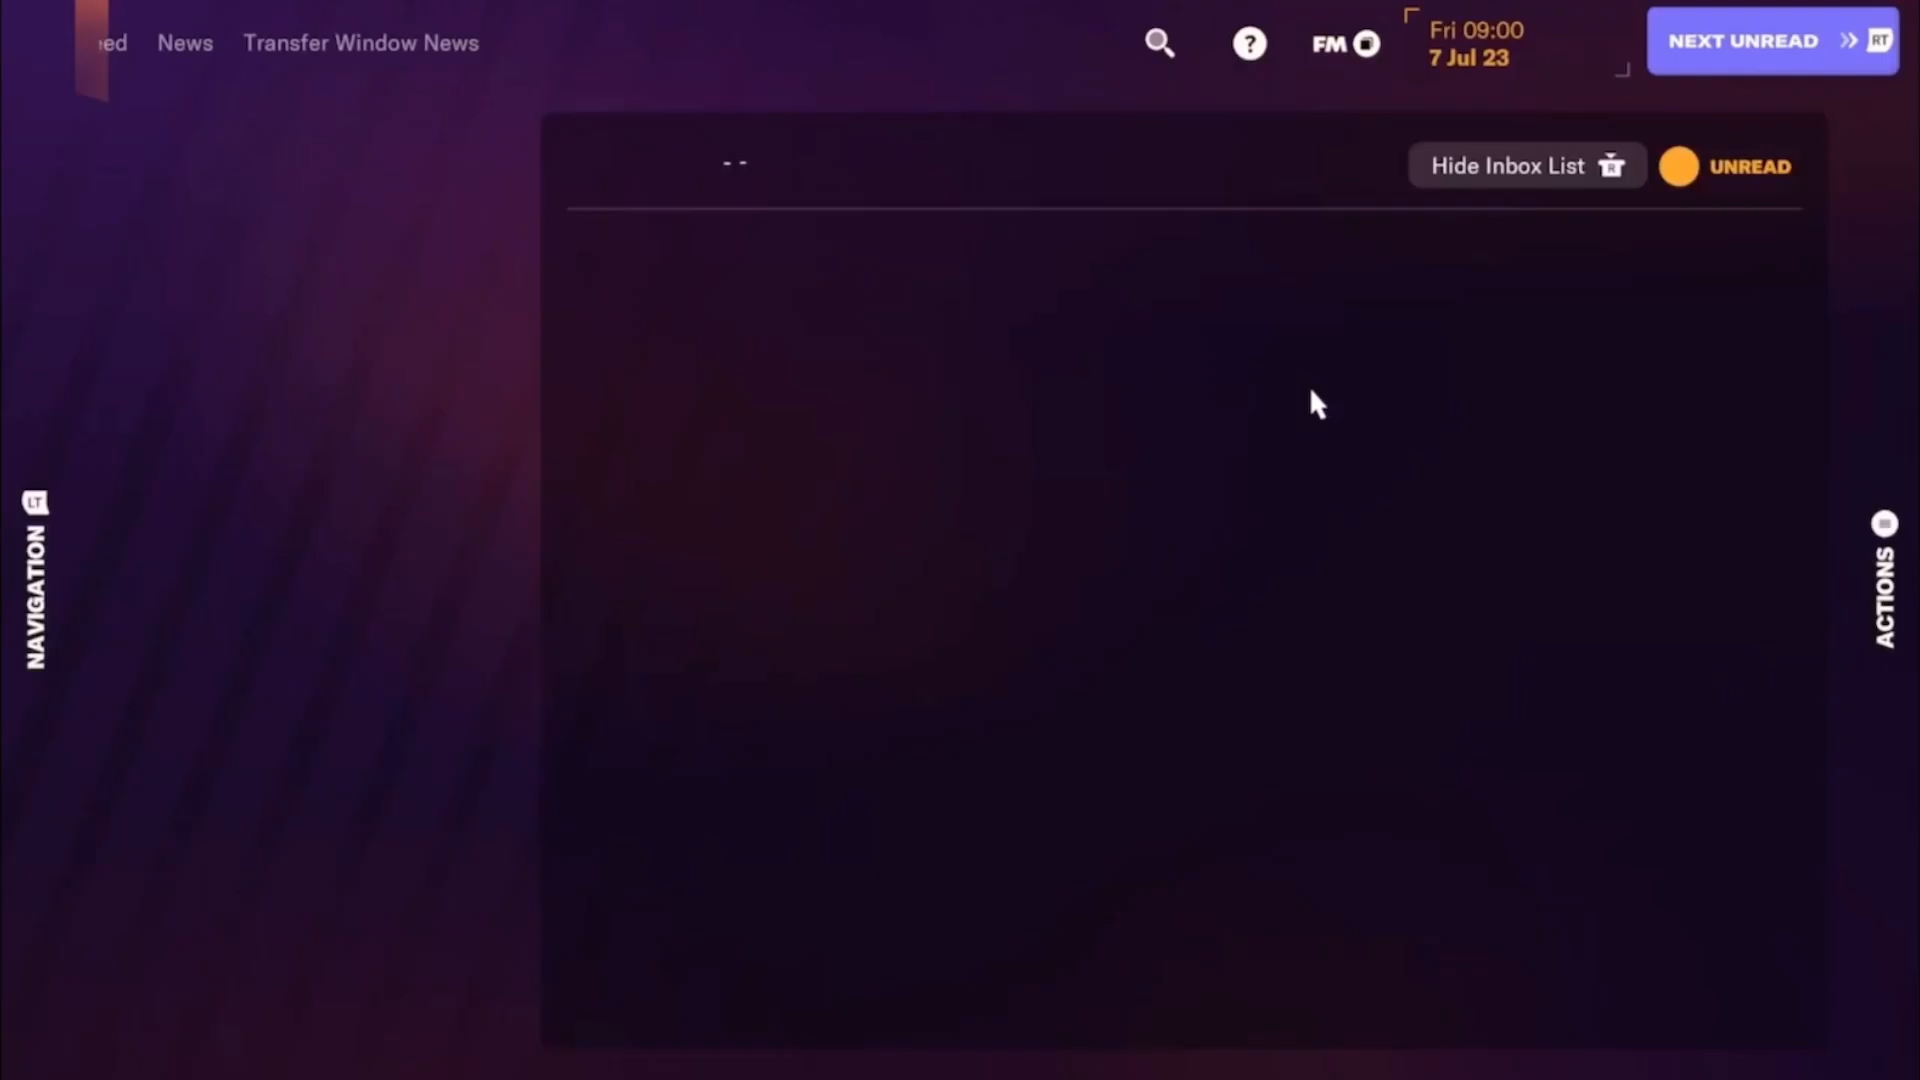 News
Transfer Window News
?
FM
Fri 09:00
7 Jul 23
NEXT UNREAD
RT
- -
Hide Inbox List
R
UNREAD
NAVIGATION
LT
ACTIONS